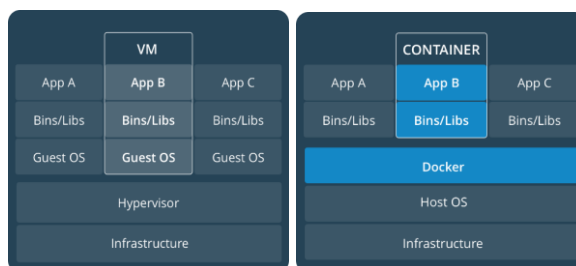 VM
App A App B App C
Bins/Libs Bins/Libs Bins/Libs
Guest OS Guest OS Guest OS
Hypervisor
Infrastructure
CONTAINER
App A App B App C
Bins/Libs Bins/Libs Bins/Libs
Docker
Host OS
Infrastructure